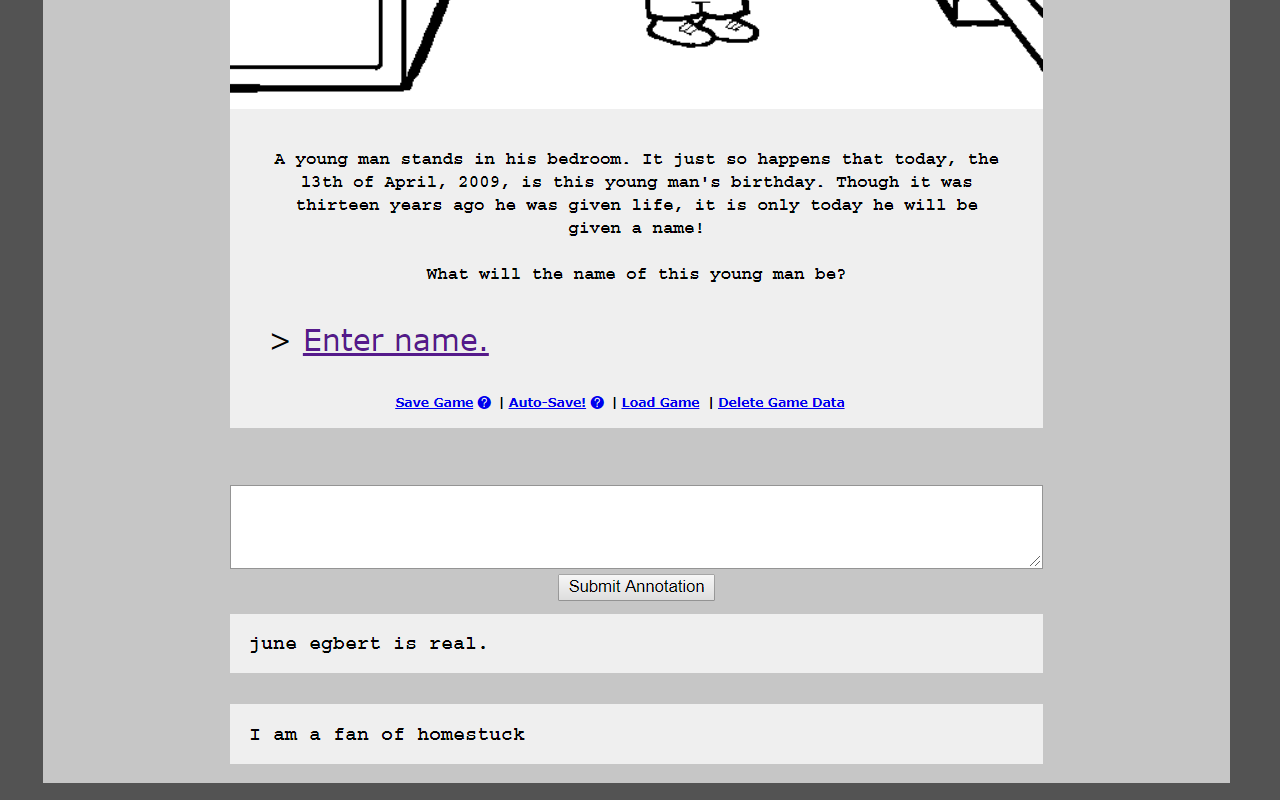 A young man stands in his bedroom. It just so happens that today, the
13th of April, 2009, is this young man's birthday. Though it was
thirteen years ago he was given life, it is only today he will be
given a name!
What will the name of this young man be?
> Enter name.
Save Game ? | Auto-Save! ? | Load Game | Delete Game Data
Submit Annotation
june egbert is real.
I am a fan of homestuck